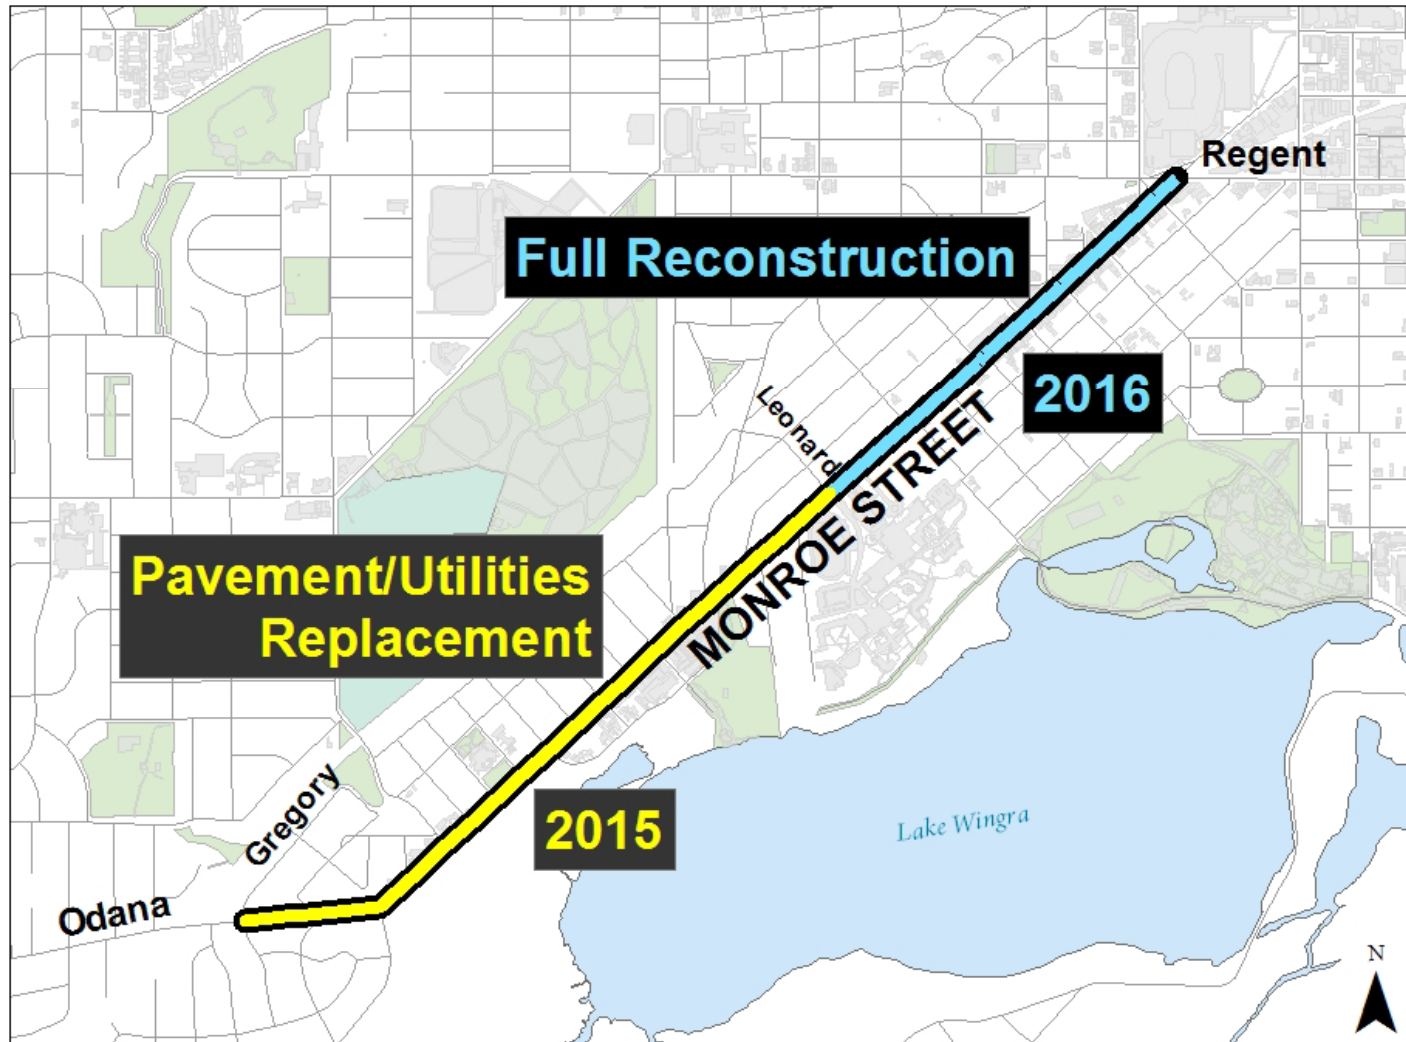 Regent
Full Reconstruction
2016
Leonard
MONROE STREET
Pavement/Utilities
Replacement
Gregory
2015
Lake Wingra
Odana
N